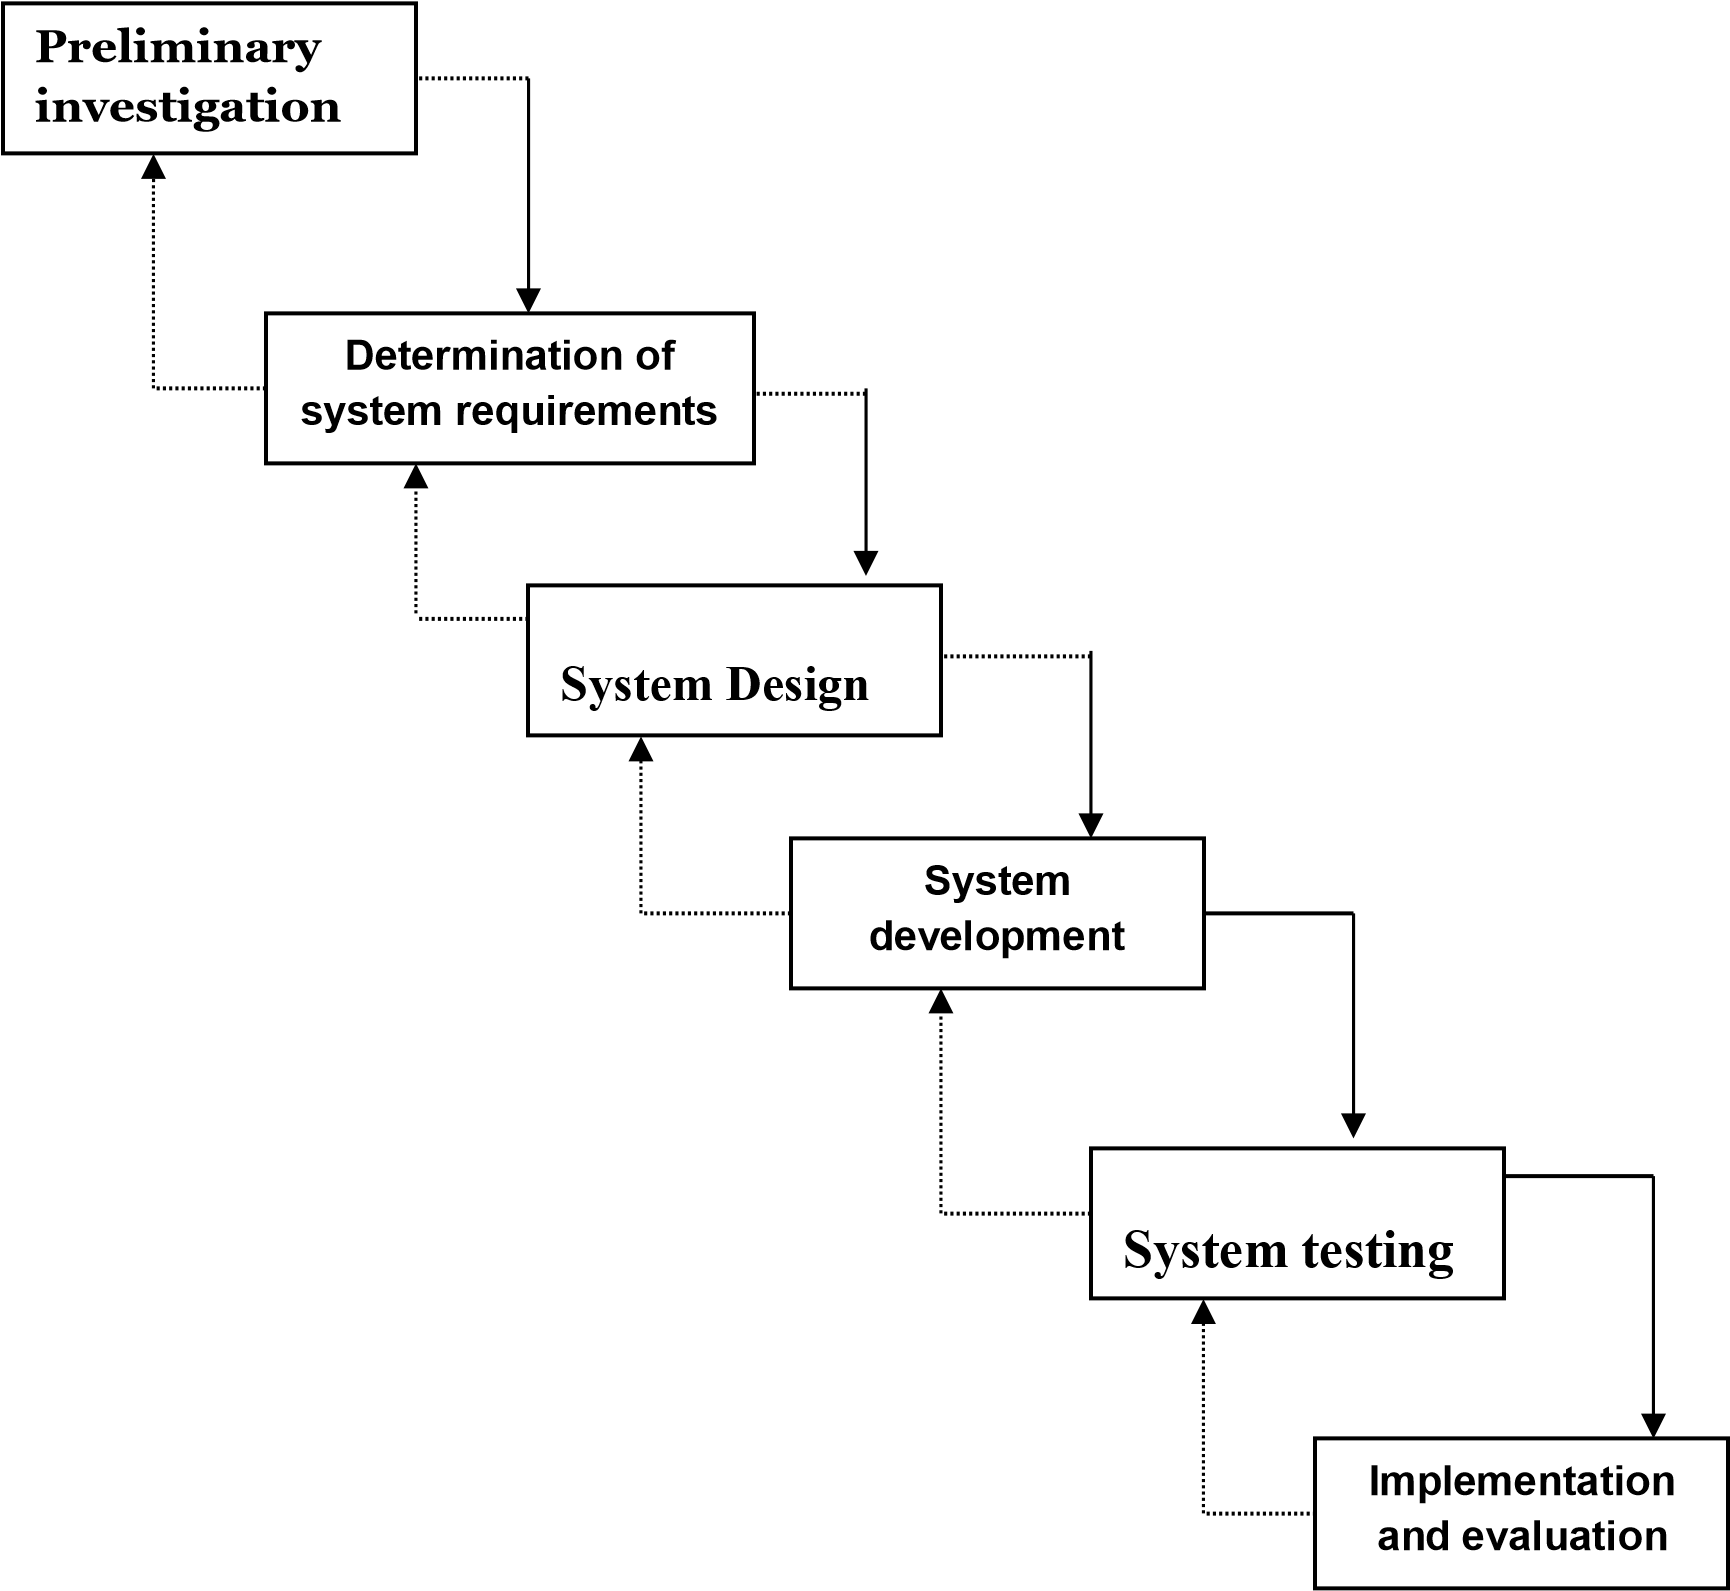 Preliminary
investigation
Determination of
system requirements
System Design
System
development
System testing
Implementation
and evaluation